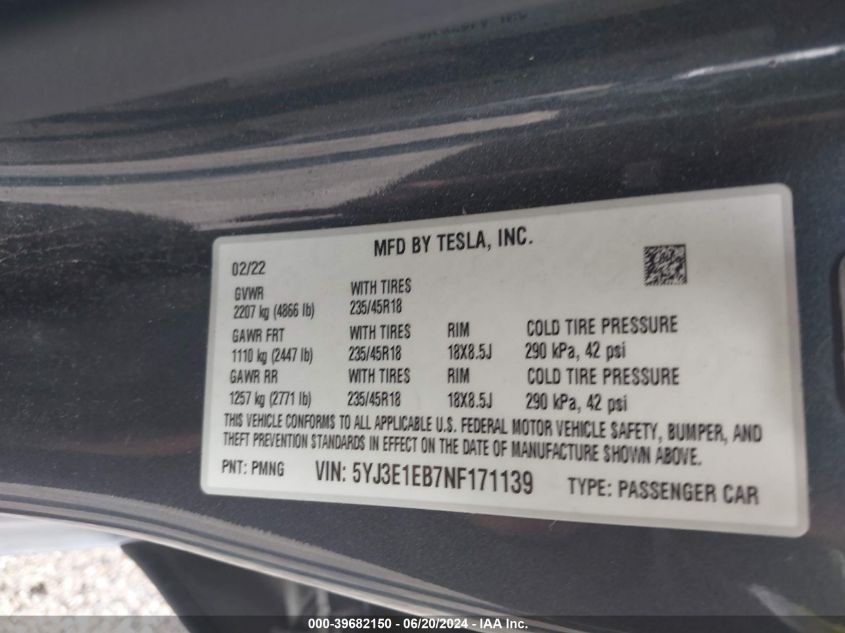 MFD BY TESLA, INC.
02/22
GVWR WITH TIRES
2207 kg (4866 lb) 235/45R18
GAWR FRT WITH TIRES RIM COLD TIRE PRESSURE
1110 kg (2447 lb) 235/45R18 18X8.5J 290 kPa, 42 psi
GAWR RR WITH TIRES RIM COLD TIRE PRESSURE
1257 kg (2771 lb) 235/45R18 18X8.5J 290 kPa, 42 psi
THIS VEHICLE CONFORMS TO ALL APPLICABLE U.S. FEDERAL MOTOR VEHICLE SAFETY, BUMPER, AND
THEFT PREVENTION STANDARDS IN EFFECT ON THE DATE OF MANUFACTURE SHOWN ABOVE.
PNT: PMNG VIN: 5YJ3E1EB7NF171139 TYPE: PASSENGER CAR
000-39682150 - 06/20/2024 - IAA Inc.